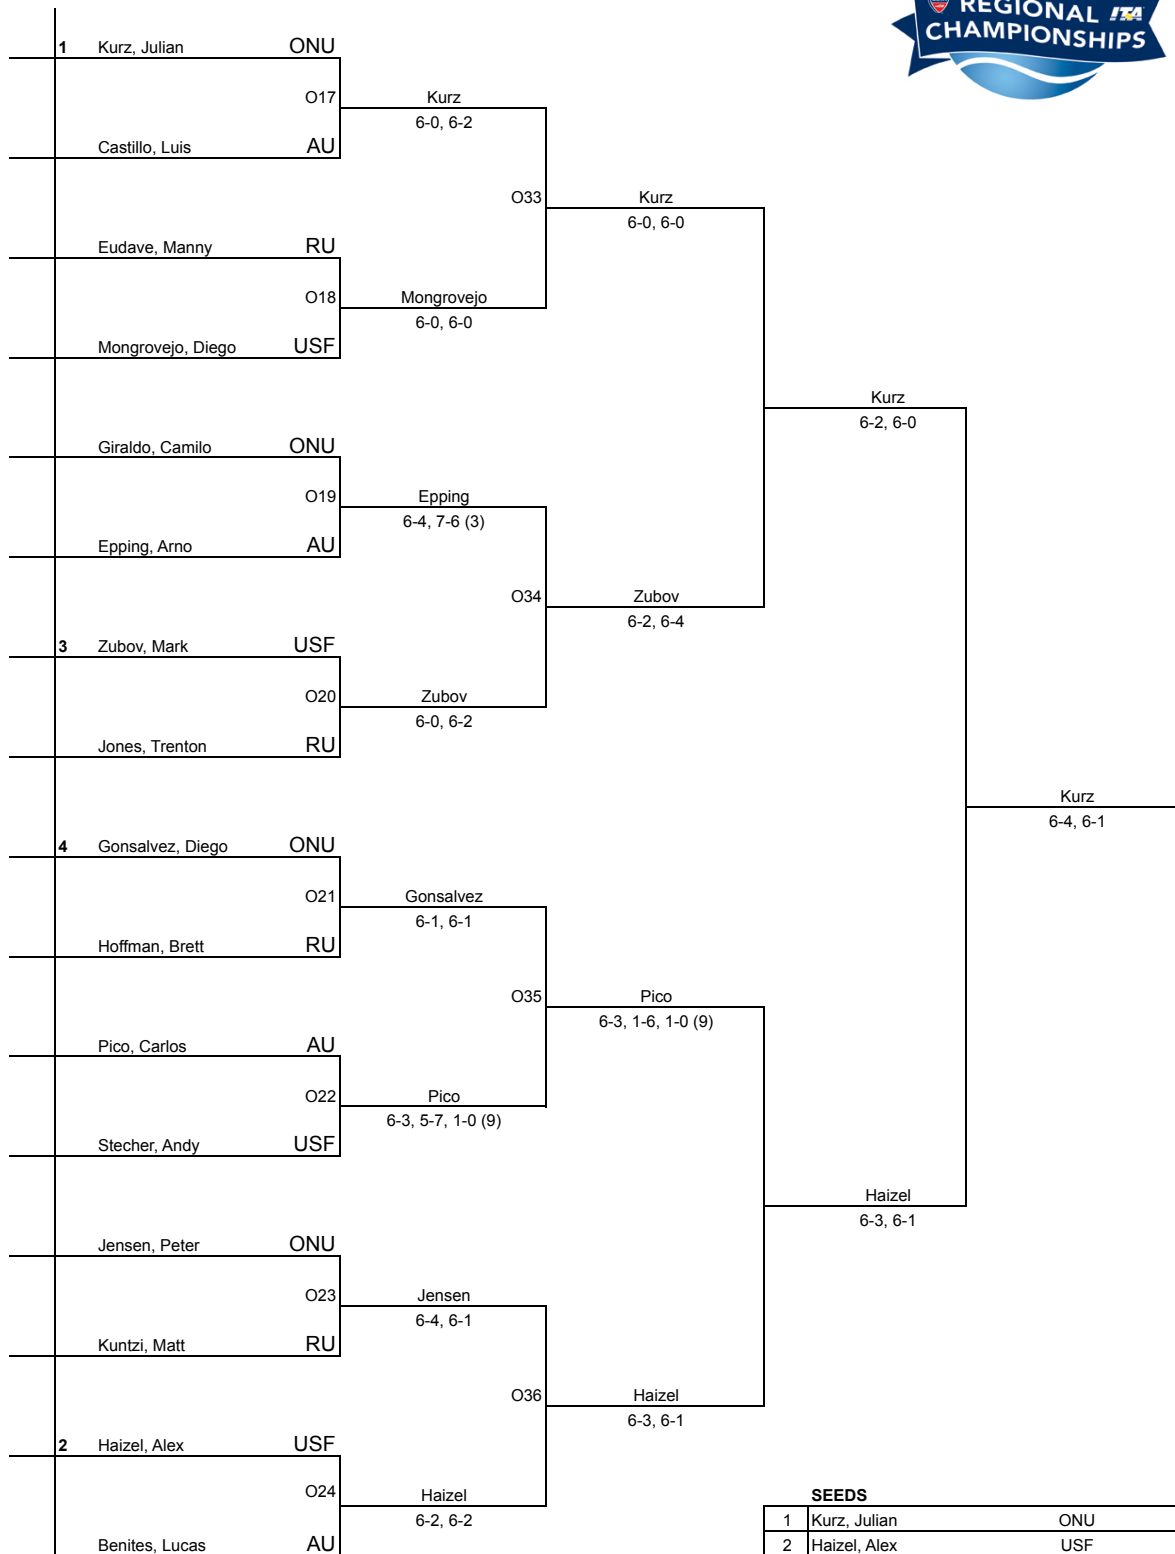 REGIONAL ITA
CHAMPIONSHIPS
1 Kurz, Julian ONU
O17 Kurz
6-0, 6-2
Castillo, Luis AU
O33 Kurz
6-0, 6-0
Eudave, Manny RU
O18 Mongrovejo
6-0, 6-0
Mongrovejo, Diego USF
Kurz
6-2, 6-0
Giraldo, Camilo ONU
O19 Epping
6-4, 7-6 (3)
Epping, Arno AU
O34 Zubov
6-2, 6-4
3 Zubov, Mark USF
O20 Zubov
6-0, 6-2
Jones, Trenton RU
Kurz
6-4, 6-1
4 Gonsalvez, Diego ONU
O21 Gonsalvez
6-1, 6-1
Hoffman, Brett RU
O35 Pico
6-3, 1-6, 1-0 (9)
Pico, Carlos AU
O22 Pico
6-3, 5-7, 1-0 (9)
Stecher, Andy USF
Haizel
6-3, 6-1
Jensen, Peter ONU
O23 Jensen
6-4, 6-1
Kuntzi, Matt RU
O36 Haizel
6-3, 6-1
2 Haizel, Alex USF
O24 Haizel
6-2, 6-2
Benites, Lucas AU
SEEDS
1 Kurz, Julian ONU
2 Haizel, Alex USF